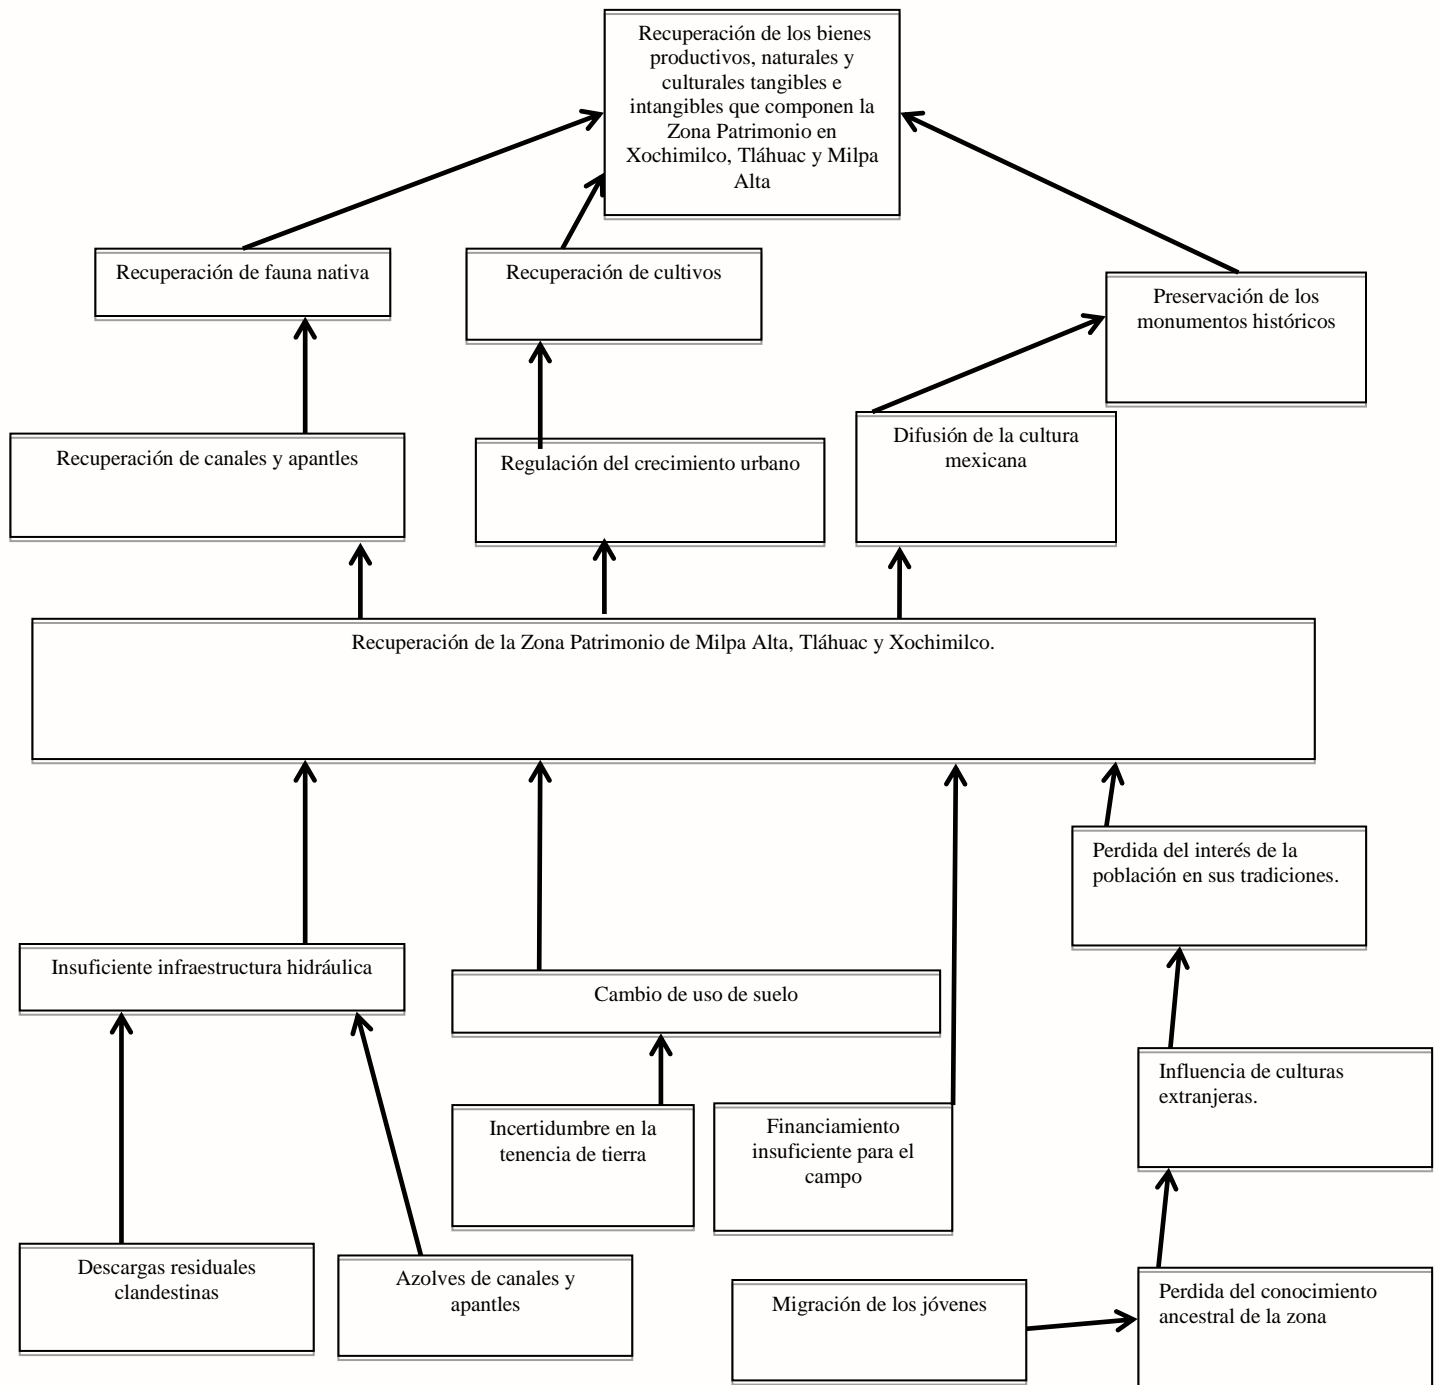 Recuperación de los bienes
productivos, naturales y
culturales tangibles e
intangibles que componen la
Zona Patrimonio en
Xochimilco, Tláhuac y Milpa
Alta
Recuperación de fauna nativa
Recuperación de cultivos
Preservación de los
monumentos históricos
Recuperación de canales y apantles
Regulación del crecimiento urbano
Difusión de la cultura
mexicana
Recuperación de la Zona Patrimonio de Milpa Alta, Tláhuac y Xochimilco.
Perdida del interés de la
población en sus tradiciones.
Insuficiente infraestructura hidráulica
Cambio de uso de suelo
Influencia de culturas
extranjeras.
Incertidumbre en la
tenencia de tierra
Financiamiento
insuficiente para el
campo
Descargas residuales
clandestinas
Azolves de canales y
apantles
Migración de los jóvenes
Perdida del conocimiento
ancestral de la zona